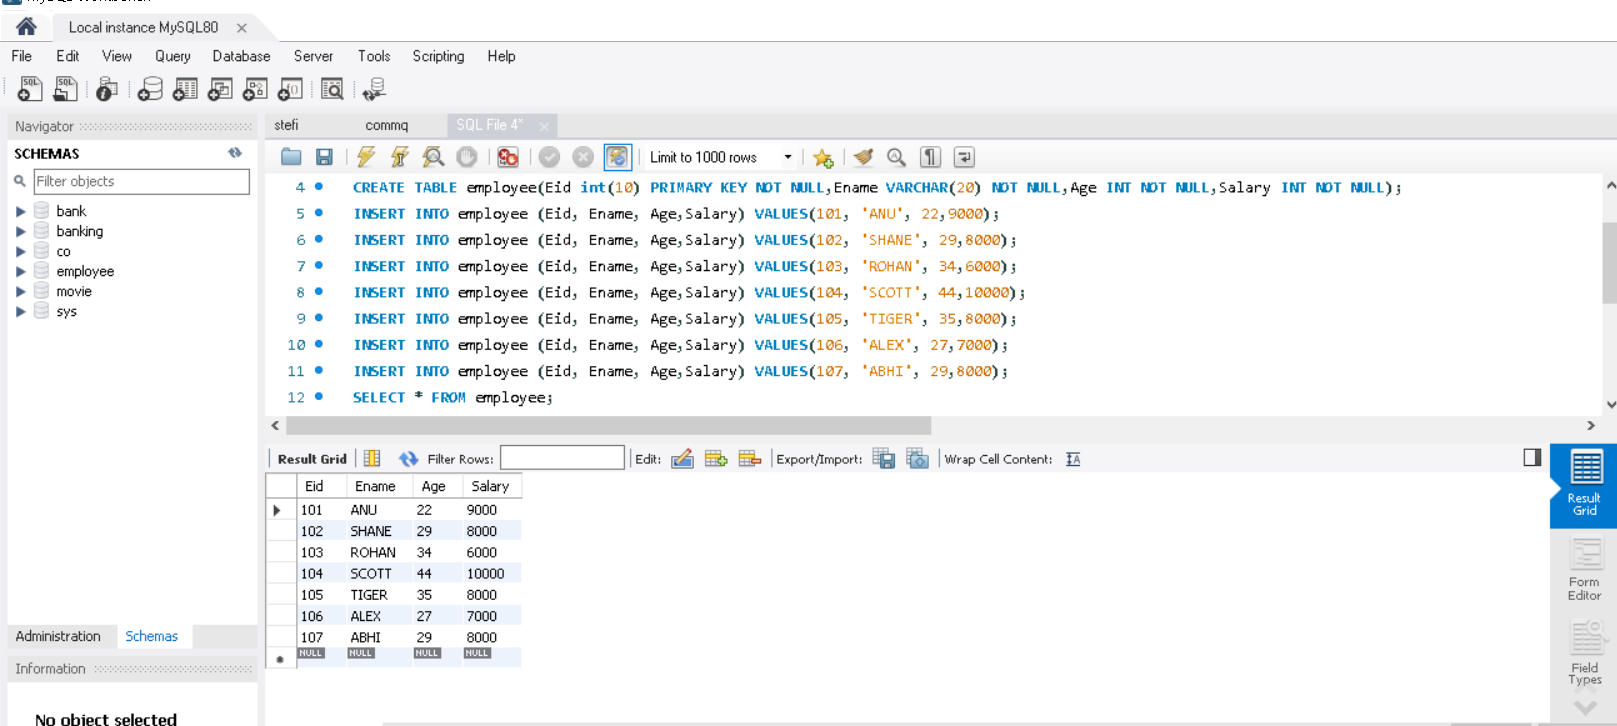 Local instance MySQL80
File Edit View Query Database Server Tools Scripting Help
Navigator
SCHEMAS
Filter objects
bank
banking
co
employee
movie
sys
Administration Schemas
Information
No object selected
stefi commq SQL File 4*
Limit to 1000 rows
4 CREATE TABLE employee(Eid int(10) PRIMARY KEY NOT NULL,Ename VARCHAR(20) NOT NULL,Age INT NOT NULL,Salary INT NOT NULL);
5 INSERT INTO employee (Eid, Ename, Age,Salary) VALUES(101, 'ANU', 22,9000);
6 INSERT INTO employee (Eid, Ename, Age,Salary) VALUES(102, 'SHANE', 29,8000);
7 INSERT INTO employee (Eid, Ename, Age,Salary) VALUES(103, 'ROHAN', 34,6000);
8 INSERT INTO employee (Eid, Ename, Age,Salary) VALUES(104, 'SCOTT', 44,10000);
9 INSERT INTO employee (Eid, Ename, Age,Salary) VALUES(105, 'TIGER', 35,8000);
10 INSERT INTO employee (Eid, Ename, Age,Salary) VALUES(106, 'ALEX', 27,7000);
11 INSERT INTO employee (Eid, Ename, Age,Salary) VALUES(107, 'ABHI', 29,8000);
12 SELECT * FROM employee;
Result Grid Filter Rows: Edit: Export/Import: Wrap Cell Content:
Eid Ename Age Salary
101 ANU 22 9000
102 SHANE 29 8000
103 ROHAN 34 6000
104 SCOTT 44 10000
105 TIGER 35 8000
106 ALEX 27 7000
107 ABHI 29 8000
NULL NULL NULL NULL
Result
Grid
Form
Editor
Field
Types